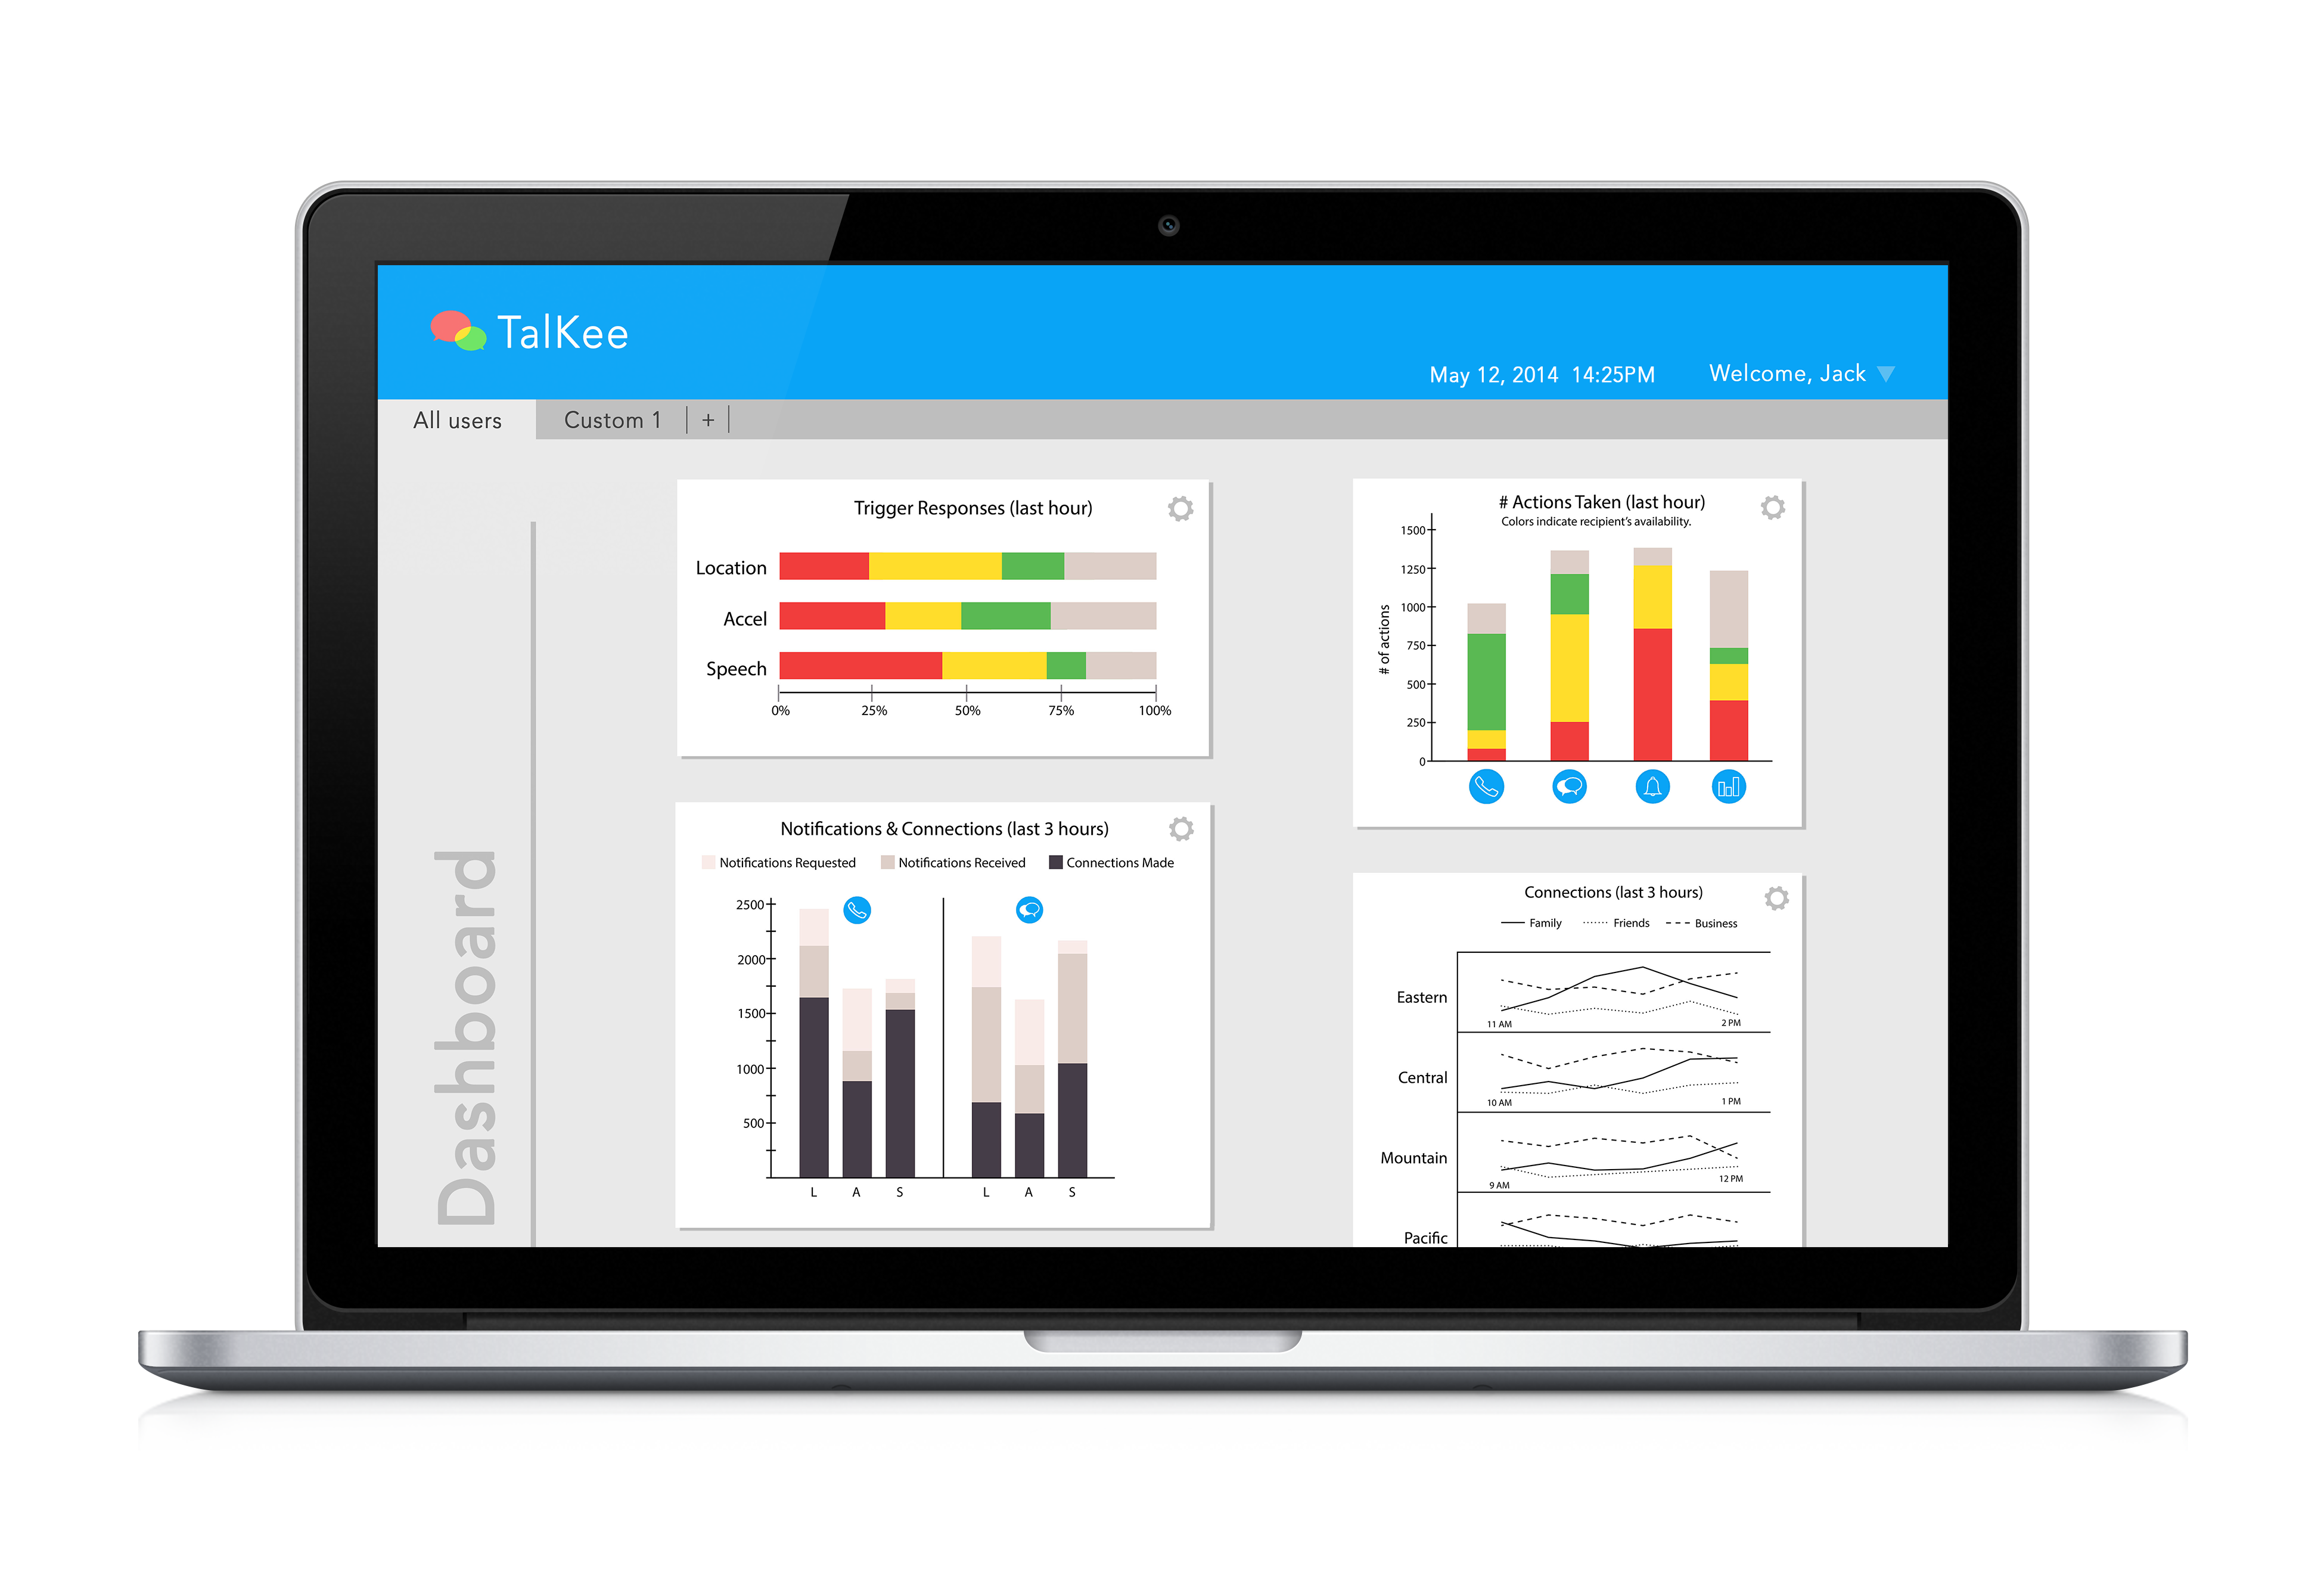 TalKee
May 12, 2014 14:25PM
Welcome, Jack
All users
Custom 1
+
Dashboard
Trigger Responses (last hour)
Location
Accel
Speech
0% 25% 50% 75% 100%
# Actions Taken (last hour)
Colors indicate recipient's availability.
# of actions
1500
1250
1000
750
500
250
0
Notifications & Connections (last 3 hours)
Notifications Requested Notifications Received Connections Made
2500
2000
1500
1000
500
L A S L A S
Connections (last 3 hours)
Family Friends Business
Eastern
11 AM 2 PM
Central
10 AM 1 PM
Mountain
9 AM 12 PM
Pacific